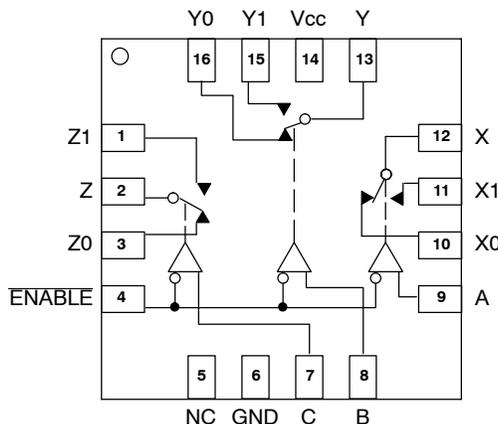 Y0 Y1 Vcc Y
16 15 14 13
Z1 1 12 X
Z 2 11 X1
Z0 3 10 X0
ENABLE 4 9 A
5 6 7 8
NC GND C B